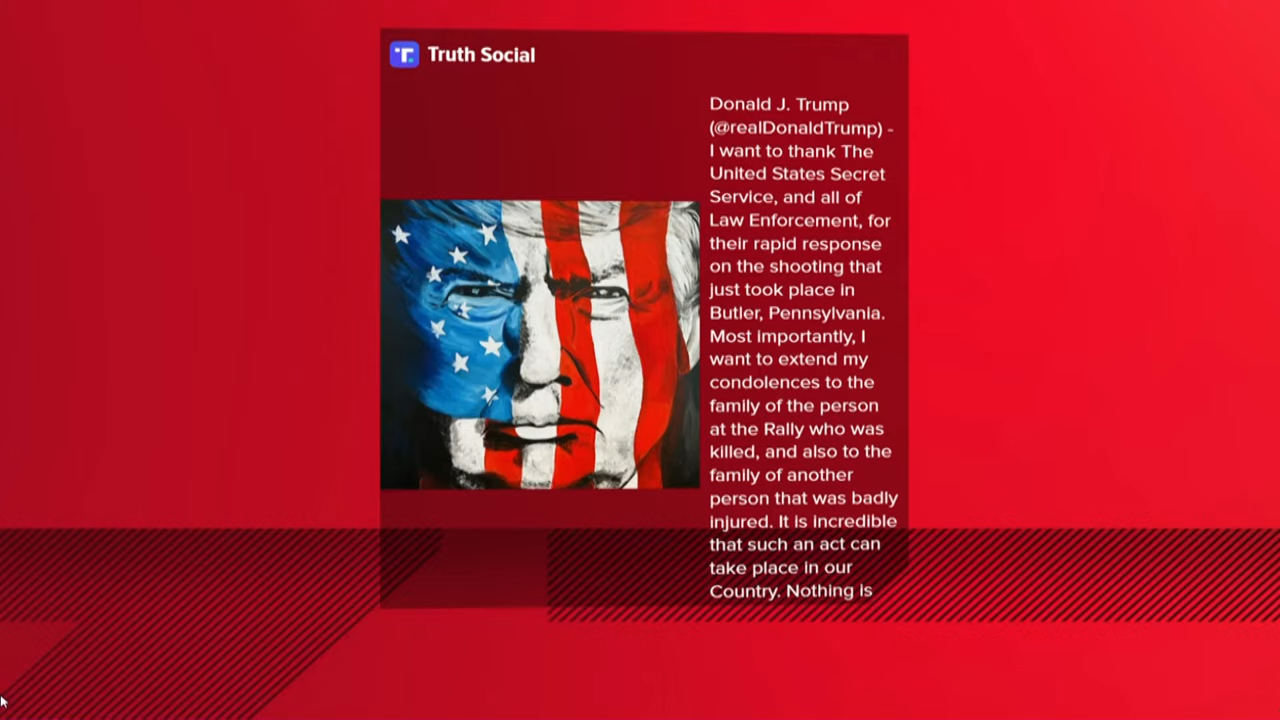 Truth Social
Donald J. Trump
(@realDonaldTrump) -
I want to thank The
United States Secret
Service, and all of
Law Enforcement, for
their rapid response
on the shooting that
just took place in
Butler, Pennsylvania.
Most importantly, I
want to extend my
condolences to the
family of the person
at the Rally who was
killed, and also to the
family of another
person that was badly
injured. It is incredible
that such an act can
take place in our
Country. Nothing is